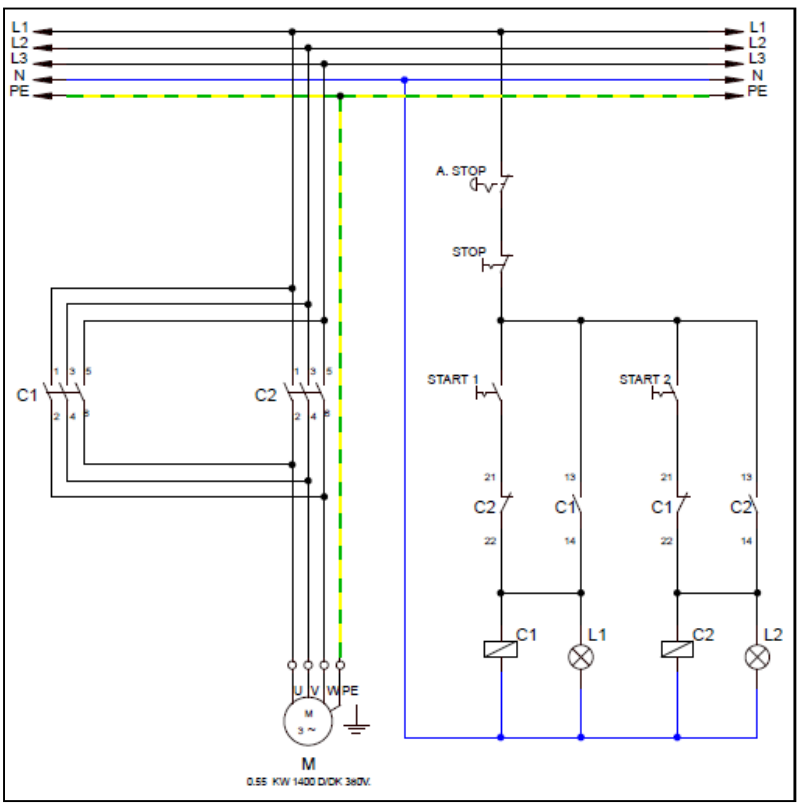 L1 L1
L2 L2
L3 L3
N N
PE PE
A. STOP
STOP
1 3 5 1 3 5
START 1 START 2
C1 C2
2 4 6 2 4 6
21 13 21 13
C2 C1 C1 C2
22 14 22 14
C1 L1 C2 L2
U V W PE
M
3 ~
M
0.55 KW 1400 D/DK 380V.